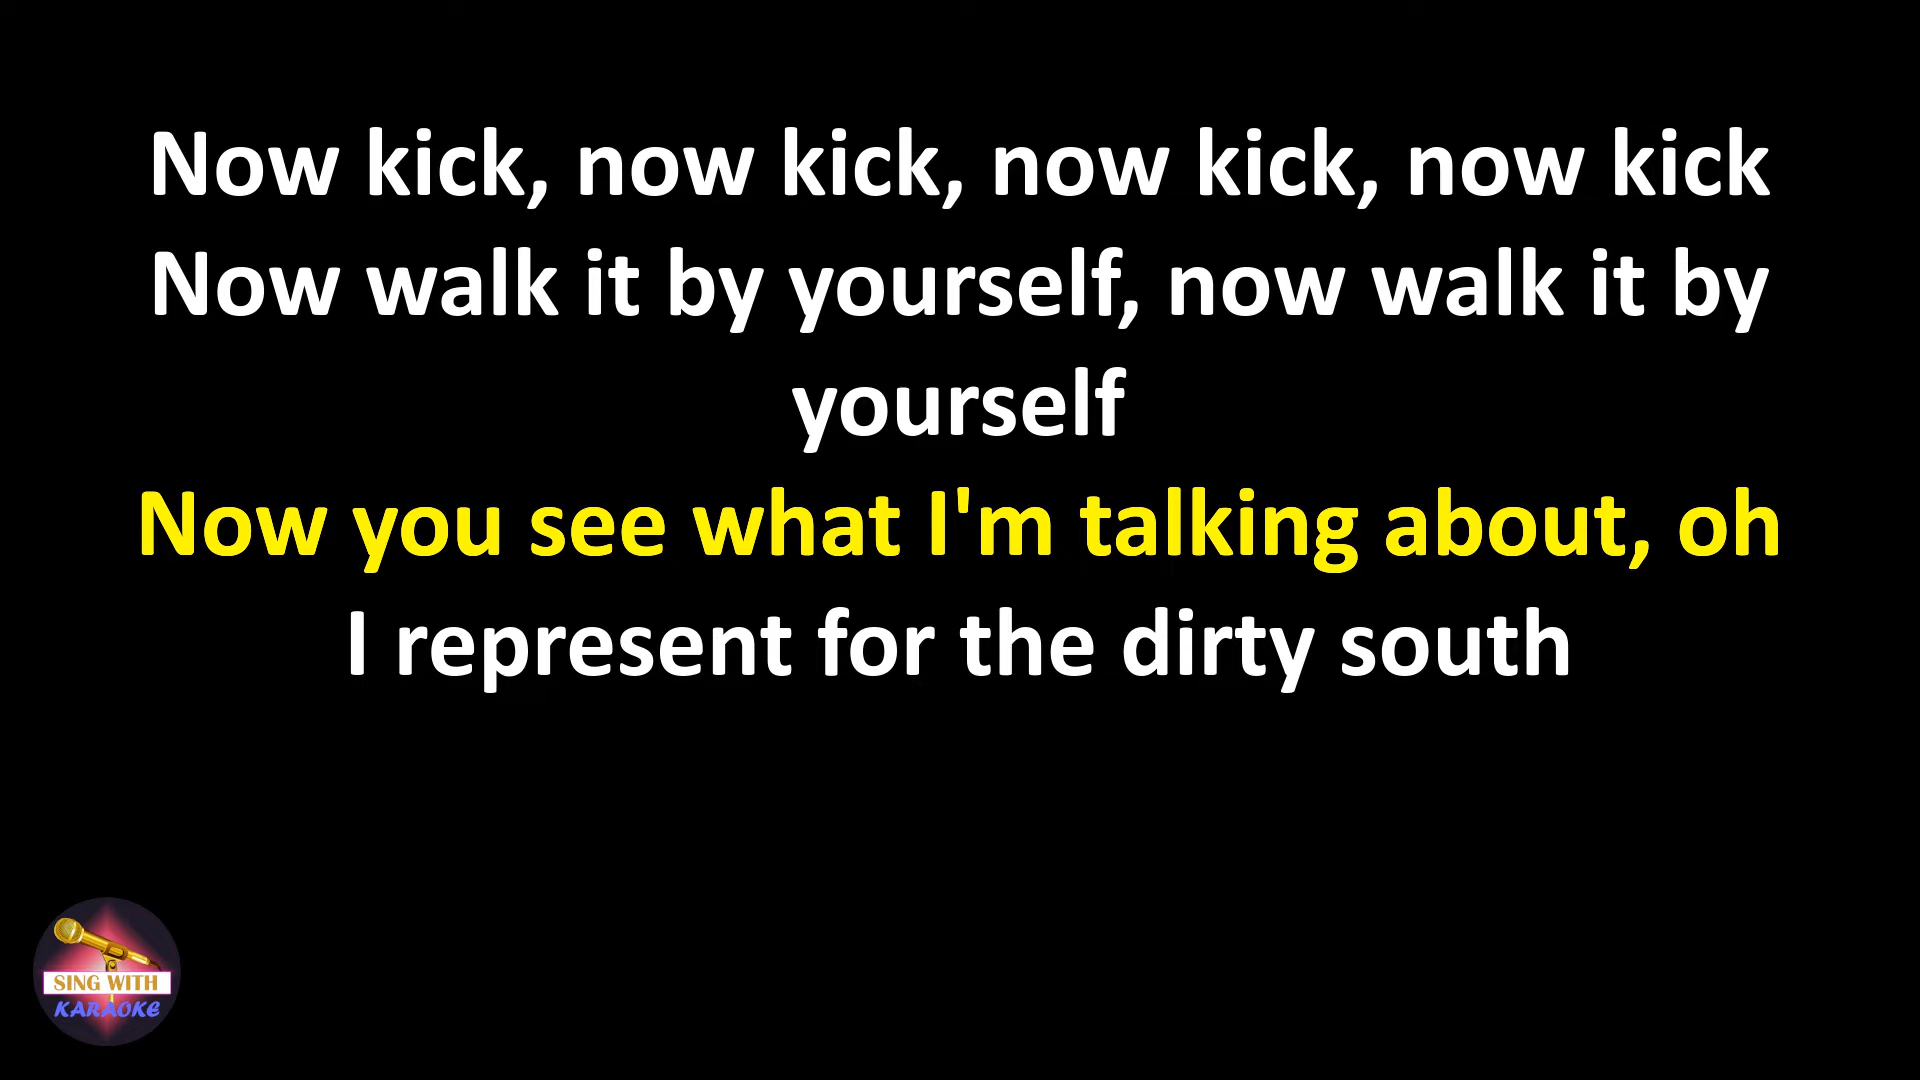 Now kick, now kick, now kick, now kick
Now walk it by yourself, now walk it by
yourself
Now you see what I'm talking about, oh
I represent for the dirty south
SING WITH
KARAOKE